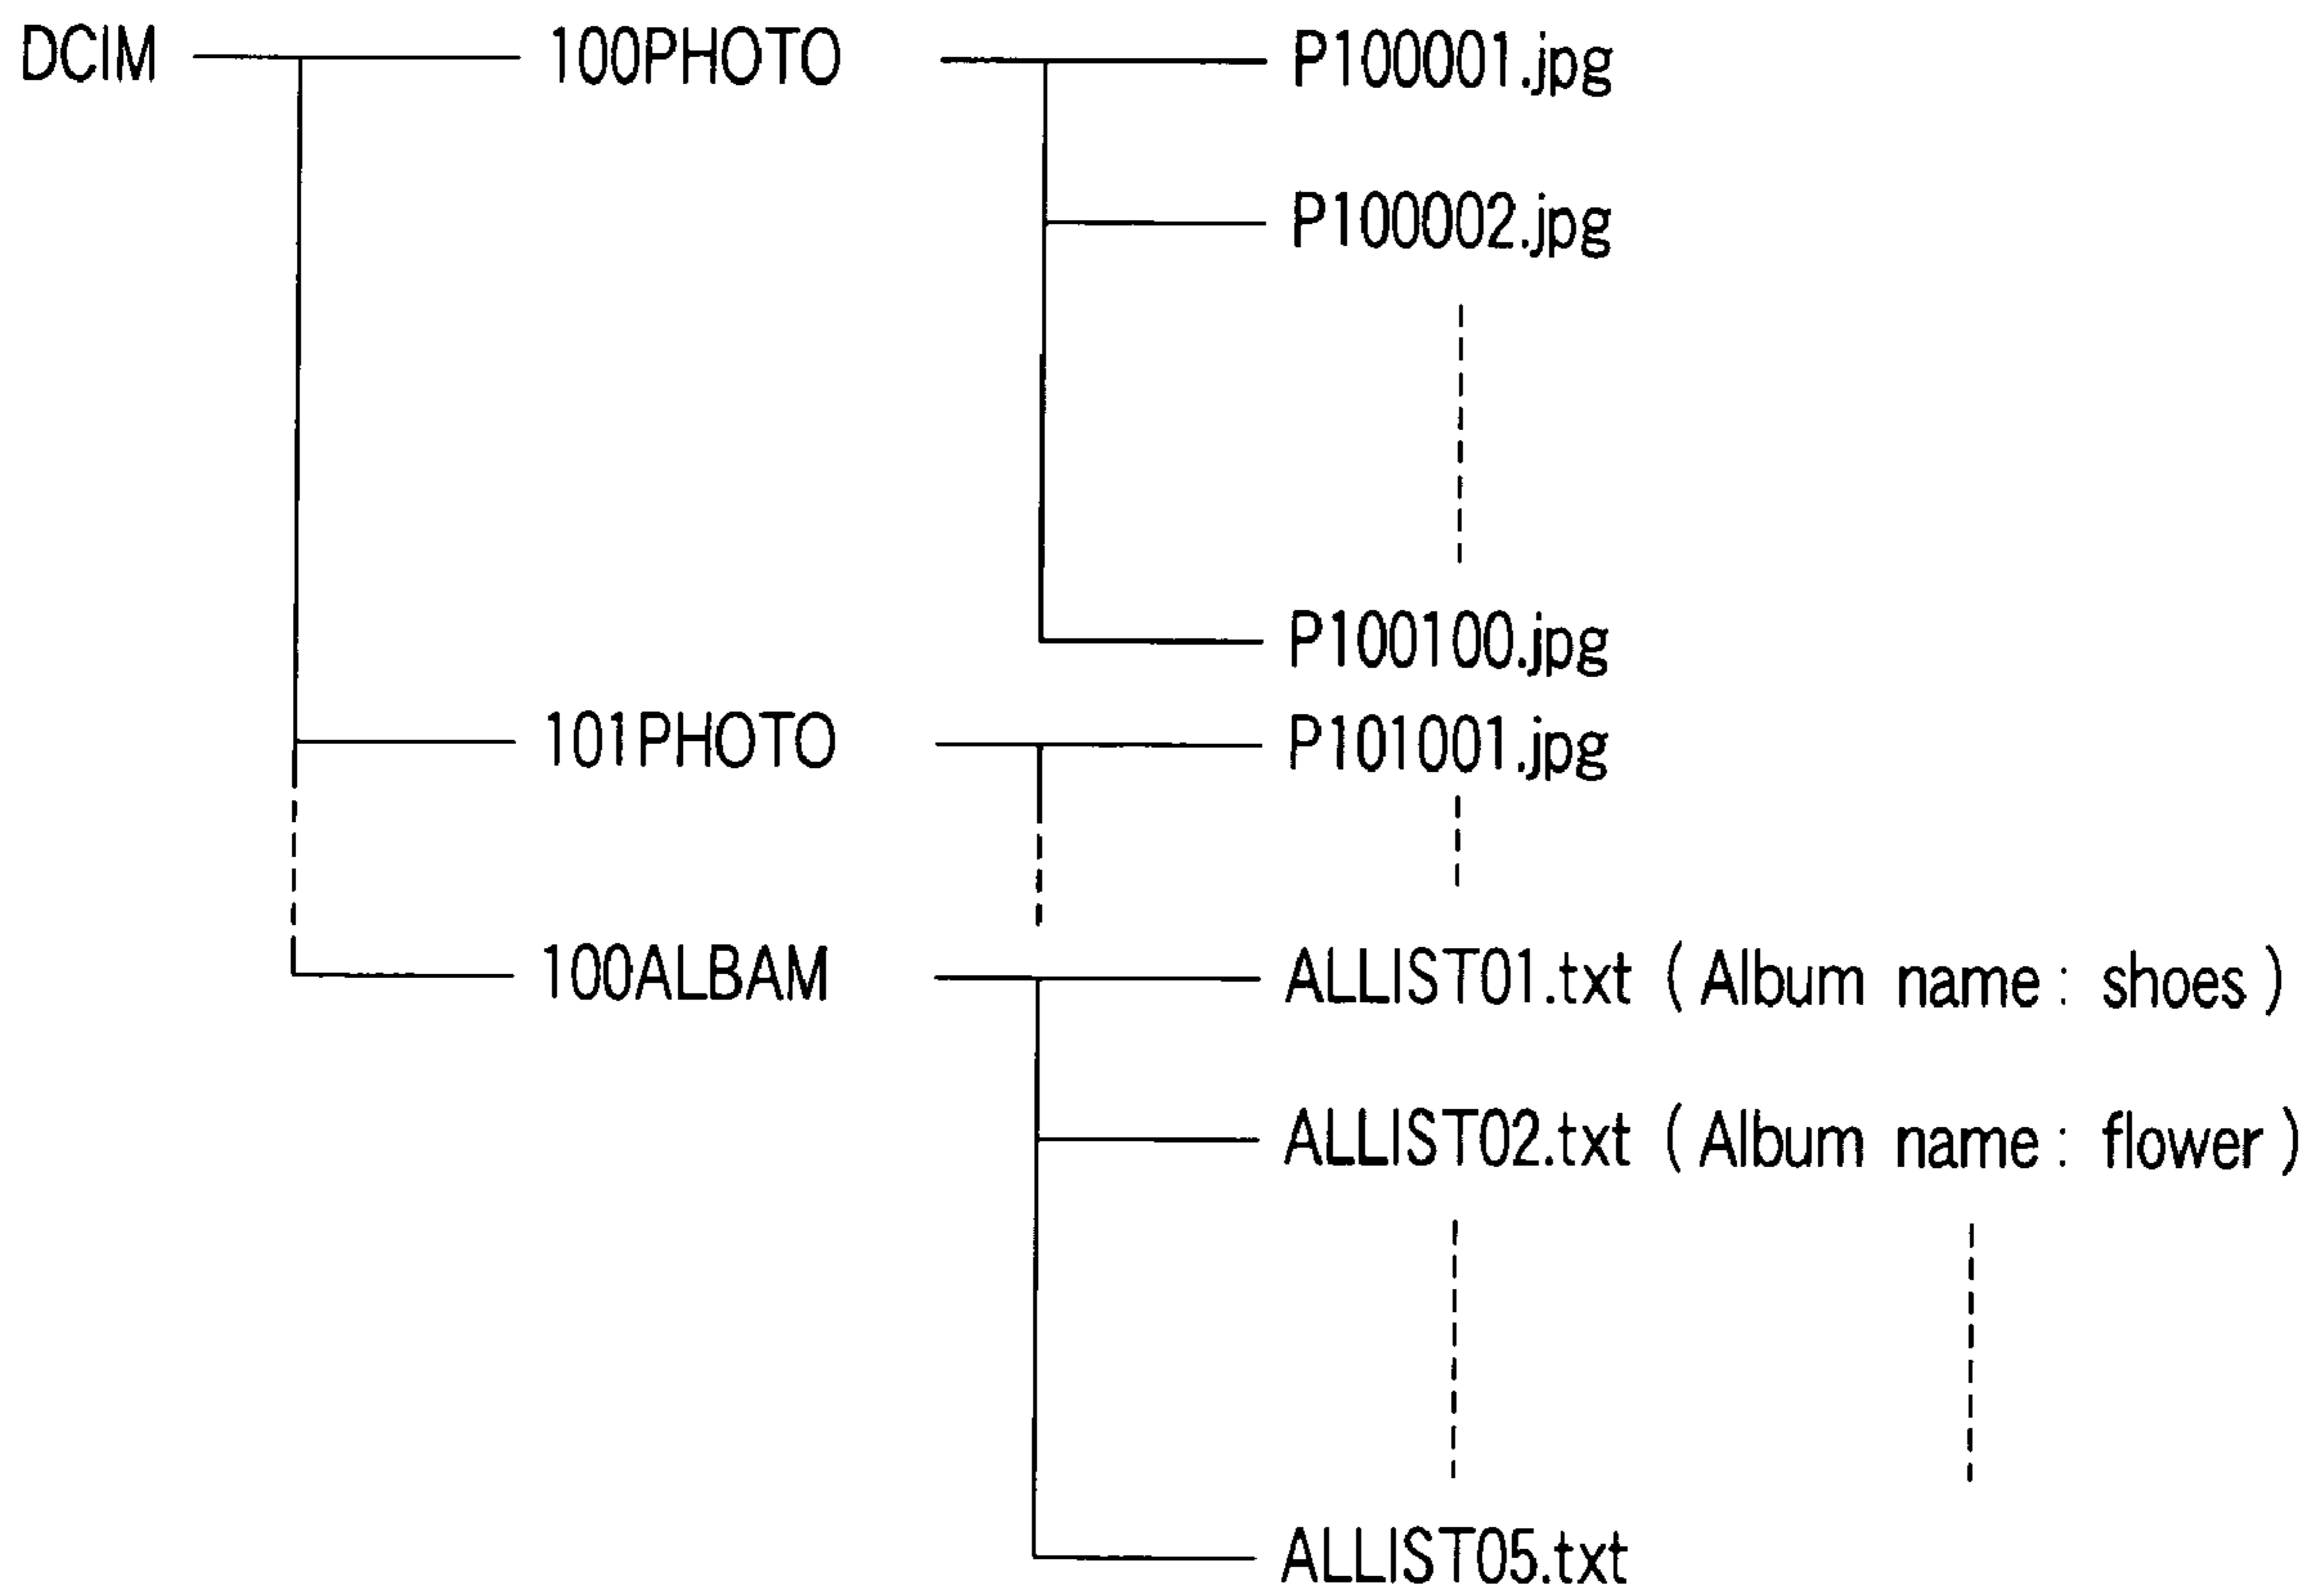 DCIM 100PHOTO P100001.jpg
P100002.jpg
P100100.jpg
101PHOTO P101001.jpg
100ALBAM ALLIST01.txt (Album name : shoes)
ALLIST02.txt (Album name : flower)
ALLIST05.txt